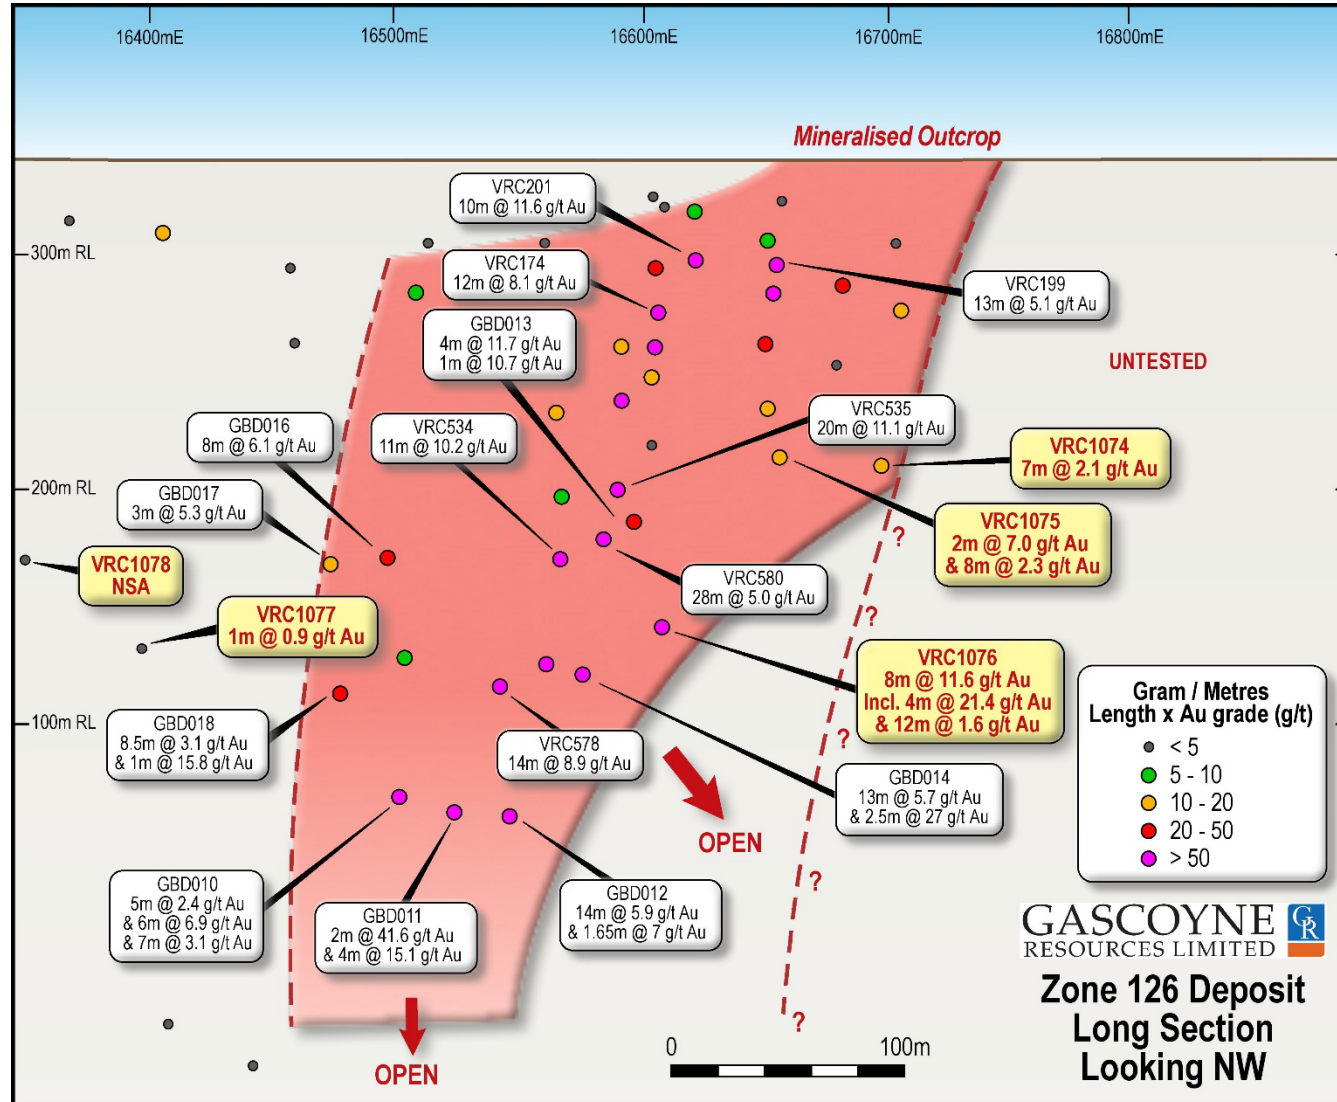 16400mE
16500mE
16600mE
16700mE
16800mE
Mineralised Outcrop
VRC201
10m @ 11.6 g/t Au
300m RL
VRC174
12m @ 8.1 g/t Au
VRC199
13m @ 5.1 g/t Au
GBD013
4m @ 11.7 g/t Au
1m @ 10.7 g/t Au
UNTESTED
GBD016
8m @ 6.1 g/t Au
VRC534
11m @ 10.2 g/t Au
VRC535
20m @ 11.1 g/t Au
VRC1074
7m @ 2.1 g/t Au
200m RL
GBD017
3m @ 5.3 g/t Au
VRC1075
2m @ 7.0 g/t Au
& 8m @ 2.3 g/t Au
?
VRC1078
NSA
VRC580
28m @ 5.0 g/t Au
VRC1077
1m @ 0.9 g/t Au
?
VRC1076
8m @ 11.6 g/t Au
Incl. 4m @ 21.4 g/t Au
& 12m @ 1.6 g/t Au
Gram / Metres
Length x Au grade (g/t)
< 5
5 - 10
10 - 20
20 - 50
> 50
100m RL
GBD018
8.5m @ 3.1 g/t Au
& 1m @ 15.8 g/t Au
VRC578
14m @ 8.9 g/t Au
?
GBD014
13m @ 5.7 g/t Au
& 2.5m @ 27 g/t Au
OPEN
?
GBD010
5m @ 2.4 g/t Au
& 6m @ 6.9 g/t Au
& 7m @ 3.1 g/t Au
GBD011
2m @ 41.6 g/t Au
& 4m @ 15.1 g/t Au
GBD012
14m @ 5.9 g/t Au
& 1.65m @ 7 g/t Au
GASCOYNE
RESOURCES LIMITED
GR
Zone 126 Deposit
Long Section
Looking NW
?
OPEN
0
100m